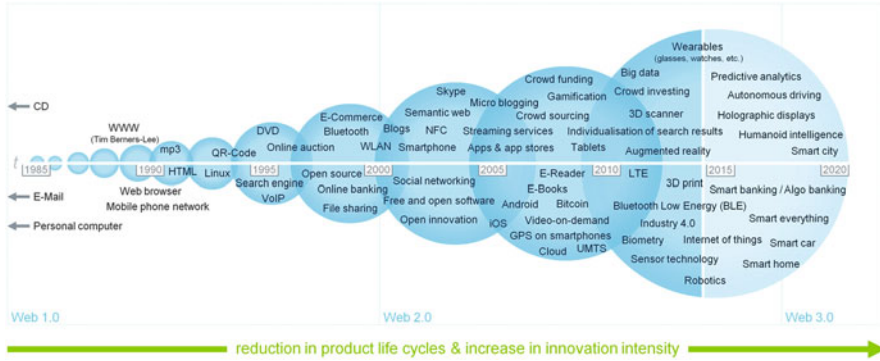 Wearables
(glasses, watches, etc.)
Crowd funding
Big data
Predictive analytics
Skype
Gamification
Crowd investing
Autonomous driving
CD
Micro blogging
E-Commerce
Semantic web
Crowd sourcing
3D scanner
Holographic displays
WWW
(Tim Berners-Lee)
DVD
Bluetooth
Blogs
NFC
Streaming services
Individualisation of search results
Humanoid intelligence
mp3
QR-Code
Online auction
WLAN
Smartphone
Apps & app stores
Tablets
Augmented reality
Smart city
t
1985
1990
1995
2000
2005
2010
2015
2020
HTML
Linux
Open source
E-Reader
LTE
Search engine
Social networking
3D print
E-Mail
Web browser
Online banking
E-Books
Smart banking / Algo banking
VoIP
Free and open software
Android
Bitcoin
Bluetooth Low Energy (BLE)
Mobile phone network
File sharing
Open innovation
iOS
Video-on-demand
Industry 4.0
Smart everything
Personal computer
GPS on smartphones
Biometry
Internet of things
Smart car
Cloud
UMTS
Sensor technology
Smart home
Robotics
Web 1.0
Web 2.0
Web 3.0
reduction in product life cycles & increase in innovation intensity